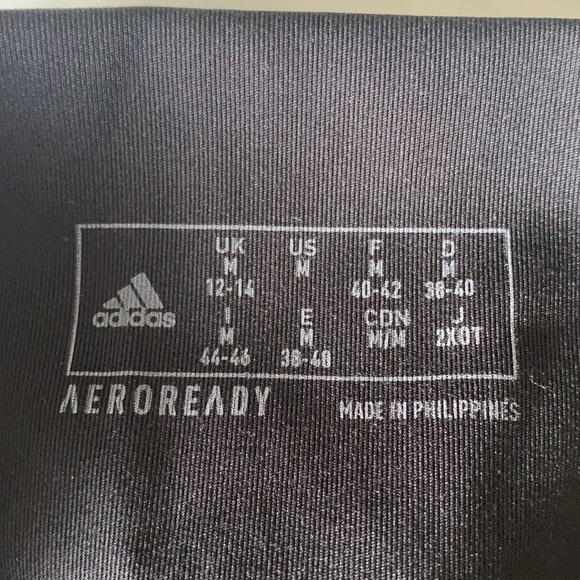 adidas
UK US F D
M M M M
12-14 40-42 38-40
I E CDN J
M M M/M 2XOT
44-46 38-40
AEROREADY MADE IN PHILIPPINES